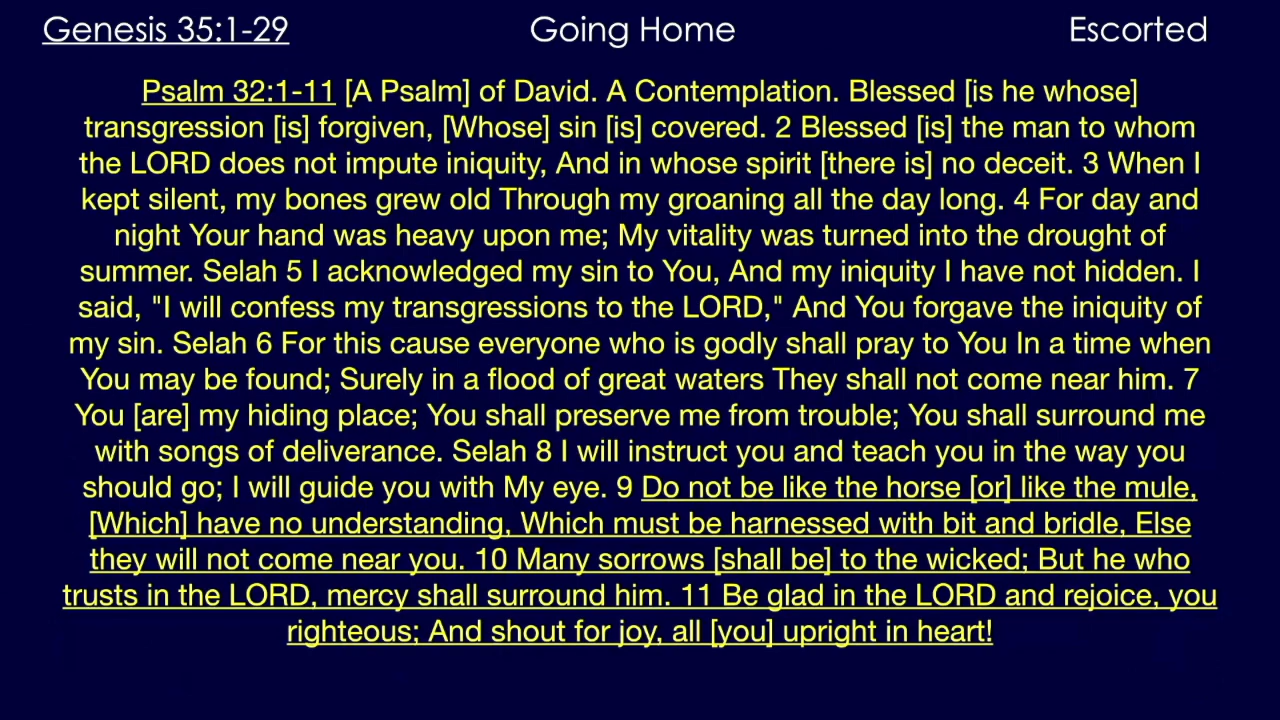 Genesis 35:1-29 Going Home Escorted
Psalm 32:1-11 [A Psalm] of David. A Contemplation. Blessed [is he whose]
transgression [is] forgiven, [Whose] sin [is] covered. 2 Blessed [is] the man to whom
the LORD does not impute iniquity, And in whose spirit [there is] no deceit. 3 When I
kept silent, my bones grew old Through my groaning all the day long. 4 For day and
night Your hand was heavy upon me; My vitality was turned into the drought of
summer. Selah 5 I acknowledged my sin to You, And my iniquity I have not hidden. I
said, "I will confess my transgressions to the LORD," And You forgave the iniquity of
my sin. Selah 6 For this cause everyone who is godly shall pray to You In a time when
You may be found; Surely in a flood of great waters They shall not come near him. 7
You [are] my hiding place; You shall preserve me from trouble; You shall surround me
with songs of deliverance. Selah 8 I will instruct you and teach you in the way you
should go; I will guide you with My eye. 9 Do not be like the horse [or] like the mule,
[Which] have no understanding, Which must be harnessed with bit and bridle, Else
they will not come near you. 10 Many sorrows [shall be] to the wicked; But he who
trusts in the LORD, mercy shall surround him. 11 Be glad in the LORD and rejoice, you
righteous; And shout for joy, all [you] upright in heart!